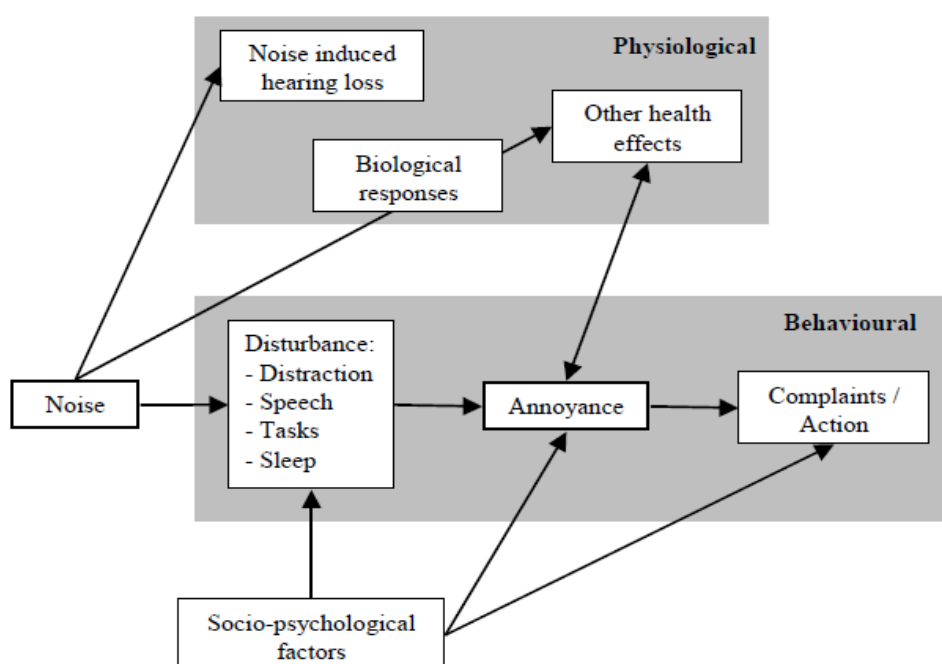 Physiological
Noise induced
hearing loss
Other health
effects
Biological
responses
Behavioural
Disturbance:
- Distraction
- Speech
- Tasks
- Sleep
Noise
Annoyance
Complaints /
Action
Socio-psychological
factors